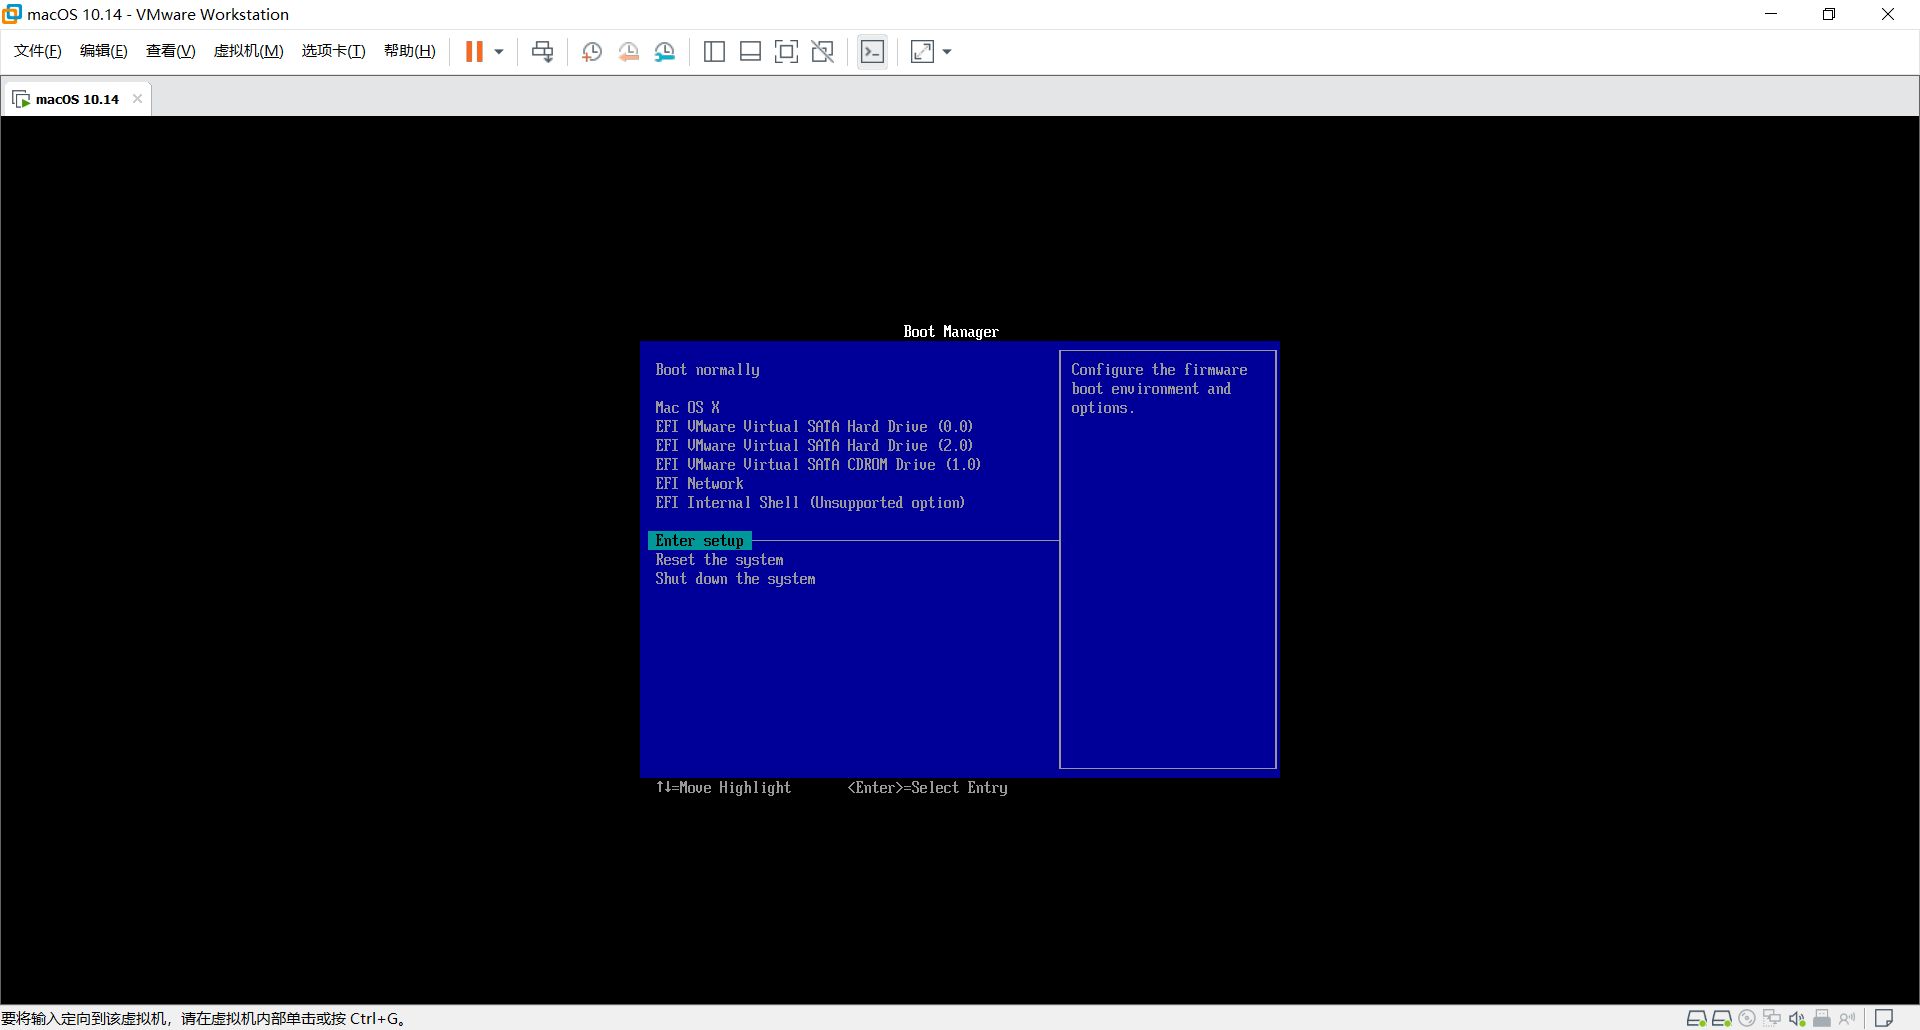 macOS 10.14 - VMware Workstation
文件(F) 编辑(E) 查看(V) 虚拟机(M) 选项卡(T) 帮助(H)
macOS 10.14
Boot Manager
Boot normally
Mac OS X
EFI VMware Virtual SATA Hard Drive (0.0)
EFI VMware Virtual SATA Hard Drive (2.0)
EFI VMware Virtual SATA CDROM Drive (1.0)
EFI Network
EFI Internal Shell (Unsupported option)
Enter setup
Reset the system
Shut down the system
Configure the firmware
boot environment and
options.
↑↓=Move Highlight <Enter>=Select Entry
要将输入定向到该虚拟机，请在虚拟机内部单击或按 Ctrl+G。